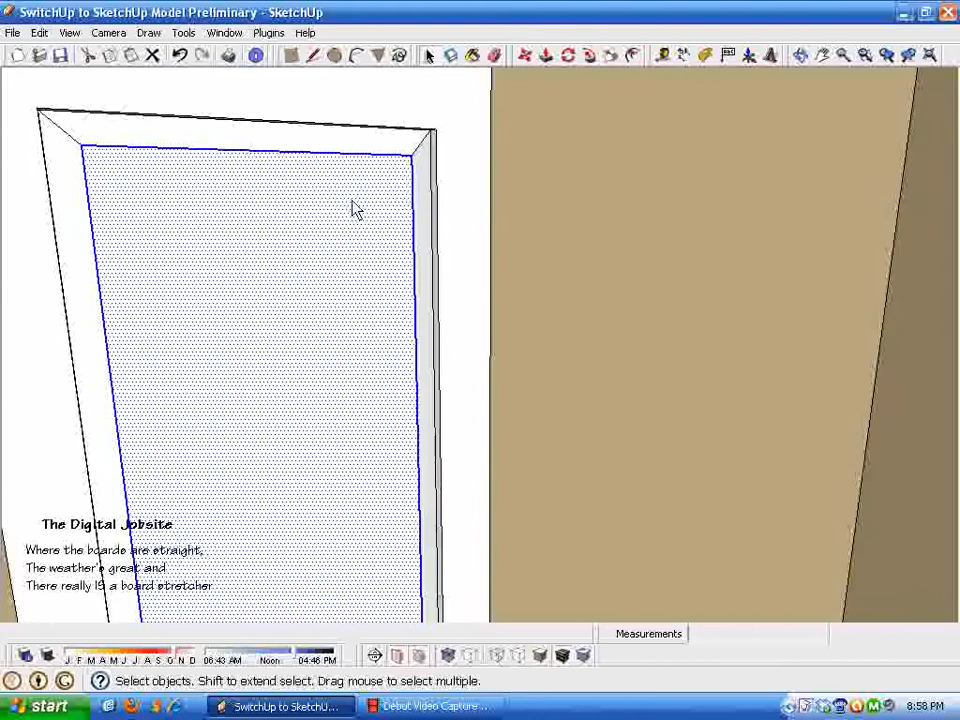 SwitchUp to SketchUp Model Preliminary - SketchUp
File Edit View Camera Draw Tools Window Plugins Help
The Digital Jobsite
Where the boards are straight,
The weather's great and
There really IS a board stretcher
Measurements
J F M A M J J A S O N D 06:43 AM Noon 04:46 PM
Select objects. Shift to extend select. Drag mouse to select multiple.
start SwitchUp to SketchU... Debut Video Capture ... 8:58 PM